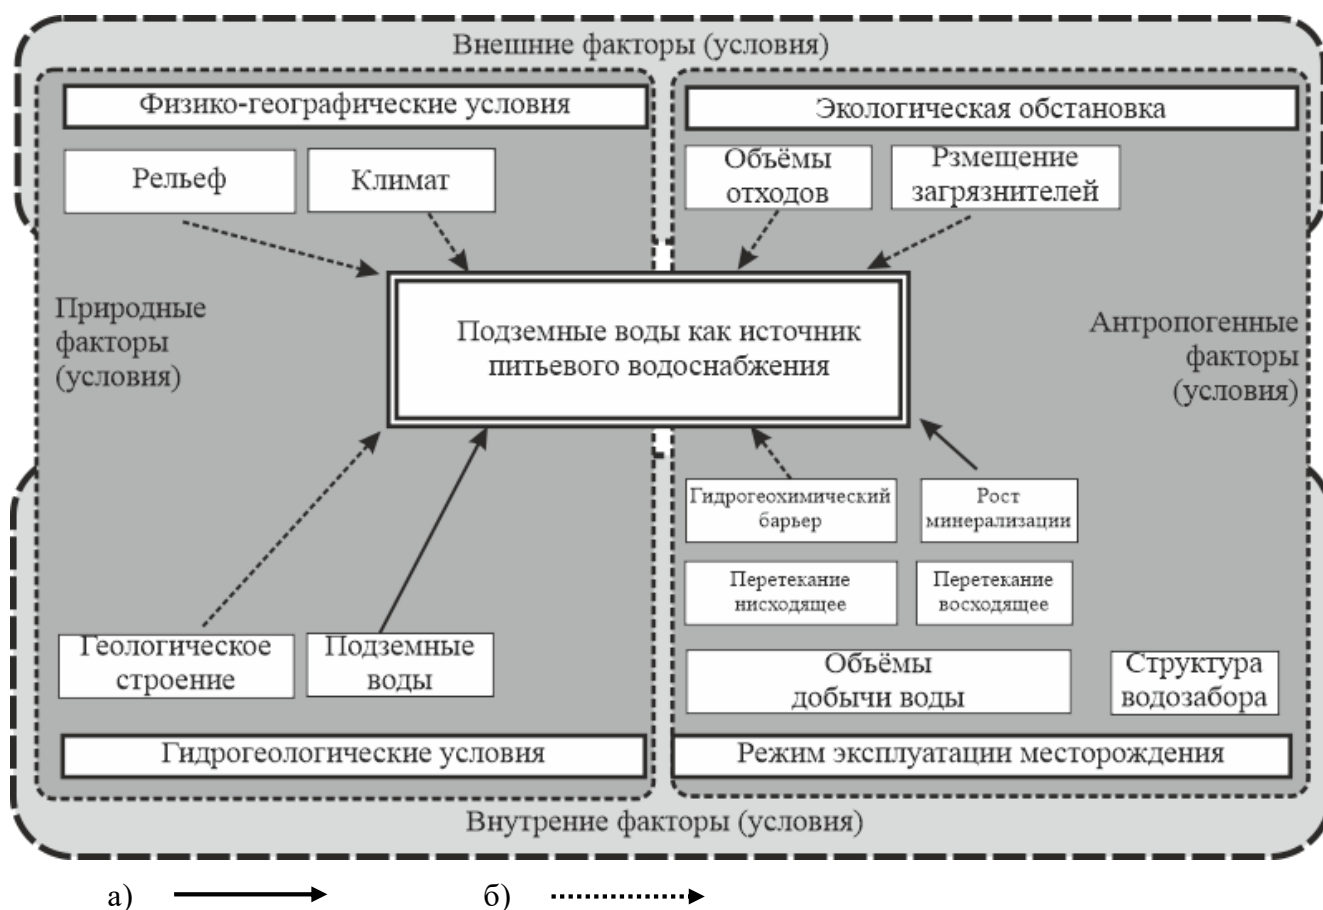 Внешние факторы (условия)
Физико-географические условия
Экологическая обстановка
Рельеф
Климат
Объёмы
отходов
Рзмещение
загрязнителей
Природные
факторы
(условия)
Подземные воды как источник
питьевого водоснабжения
Антропогенные
факторы
(условия)
Гидрогеохимический
барьер
Рост
минерализации
Перетекание
нисходящее
Перетекание
восходящее
Геологическое
строение
Подземные
воды
Объёмы
добычи воды
Структура
водозабора
Гидрогеологические условия
Режим эксплуатации месторождения
Внутрение факторы (условия)
а)
б)